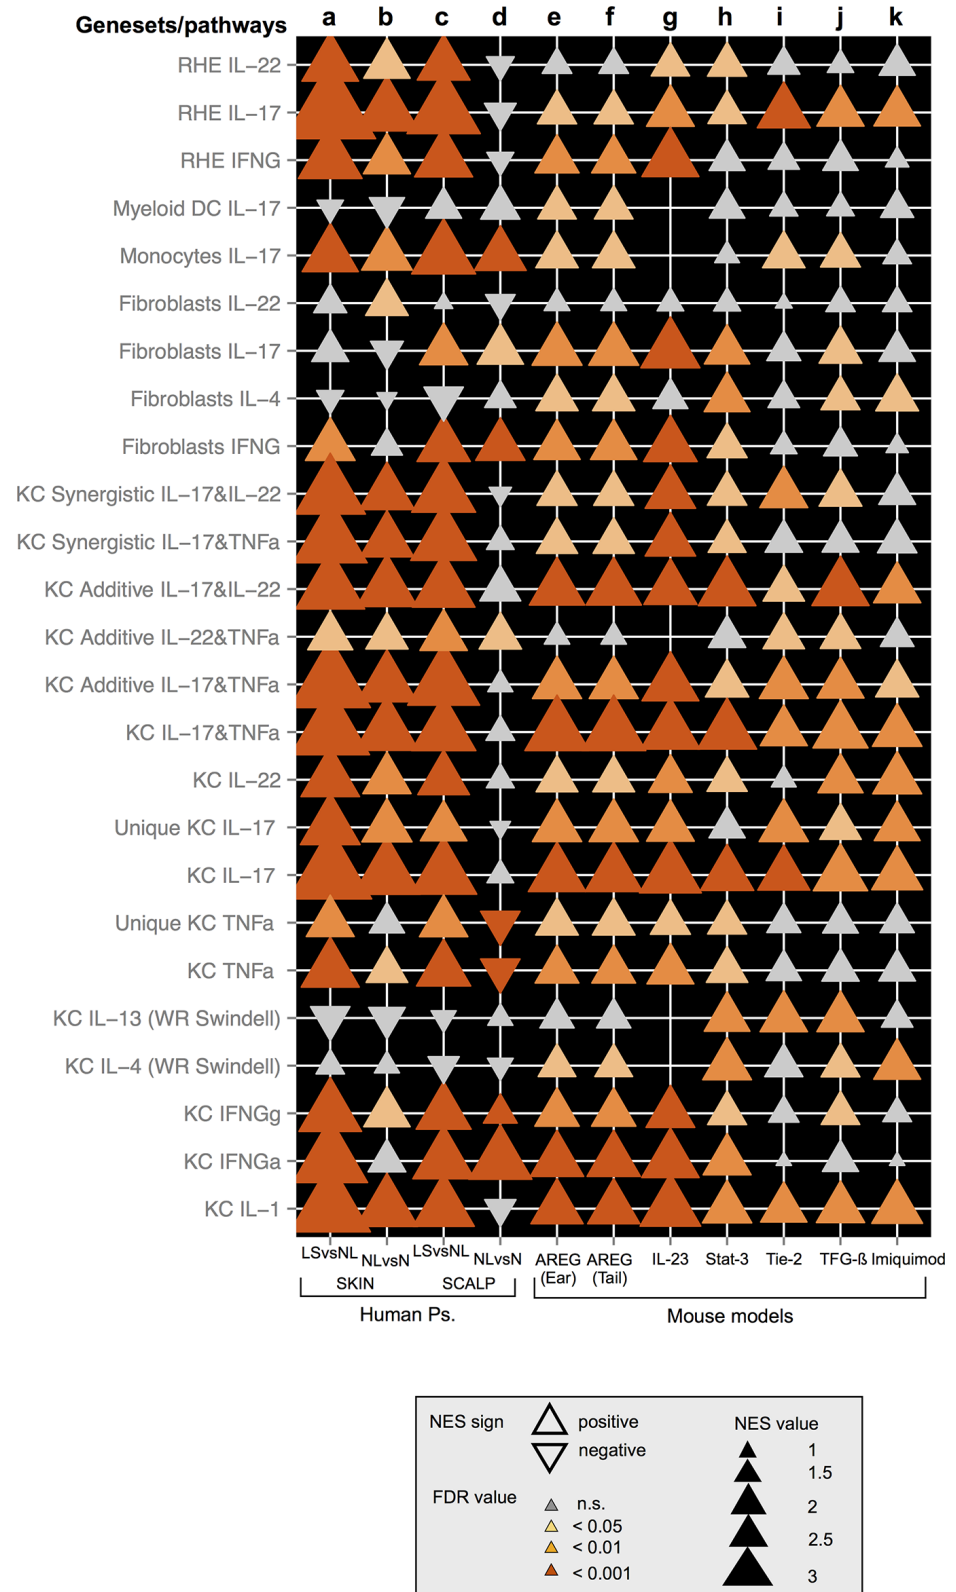 Genesets/pathways a b c d e f g h i j k
RHE IL−22
RHE IL−17
RHE IFNG
Myeloid DC IL−17
Monocytes IL−17
Fibroblasts IL−22
Fibroblasts IL−17
Fibroblasts IL−4
Fibroblasts IFNG
KC Synergistic IL−17&IL−22
KC Synergistic IL−17&TNFa
KC Additive IL−17&IL−22
KC Additive IL−22&TNFa
KC Additive IL−17&TNFa
KC IL−17&TNFa
KC IL−22
Unique KC IL−17
KC IL−17
Unique KC TNFa
KC TNFa
KC IL−13 (WR Swindell)
KC IL−4 (WR Swindell)
KC IFNGg
KC IFNGa
KC IL−1
LSvsNL NLvsN LSvsNL NLvsN AREG AREG IL-23 Stat-3 Tie-2 TFG-ß Imiquimod
(Ear) (Tail)
SKIN SCALP
Human Ps. Mouse models
NES sign positive NES value
negative 1
1.5
FDR value n.s. 2
< 0.05
< 0.01 2.5
< 0.001 3